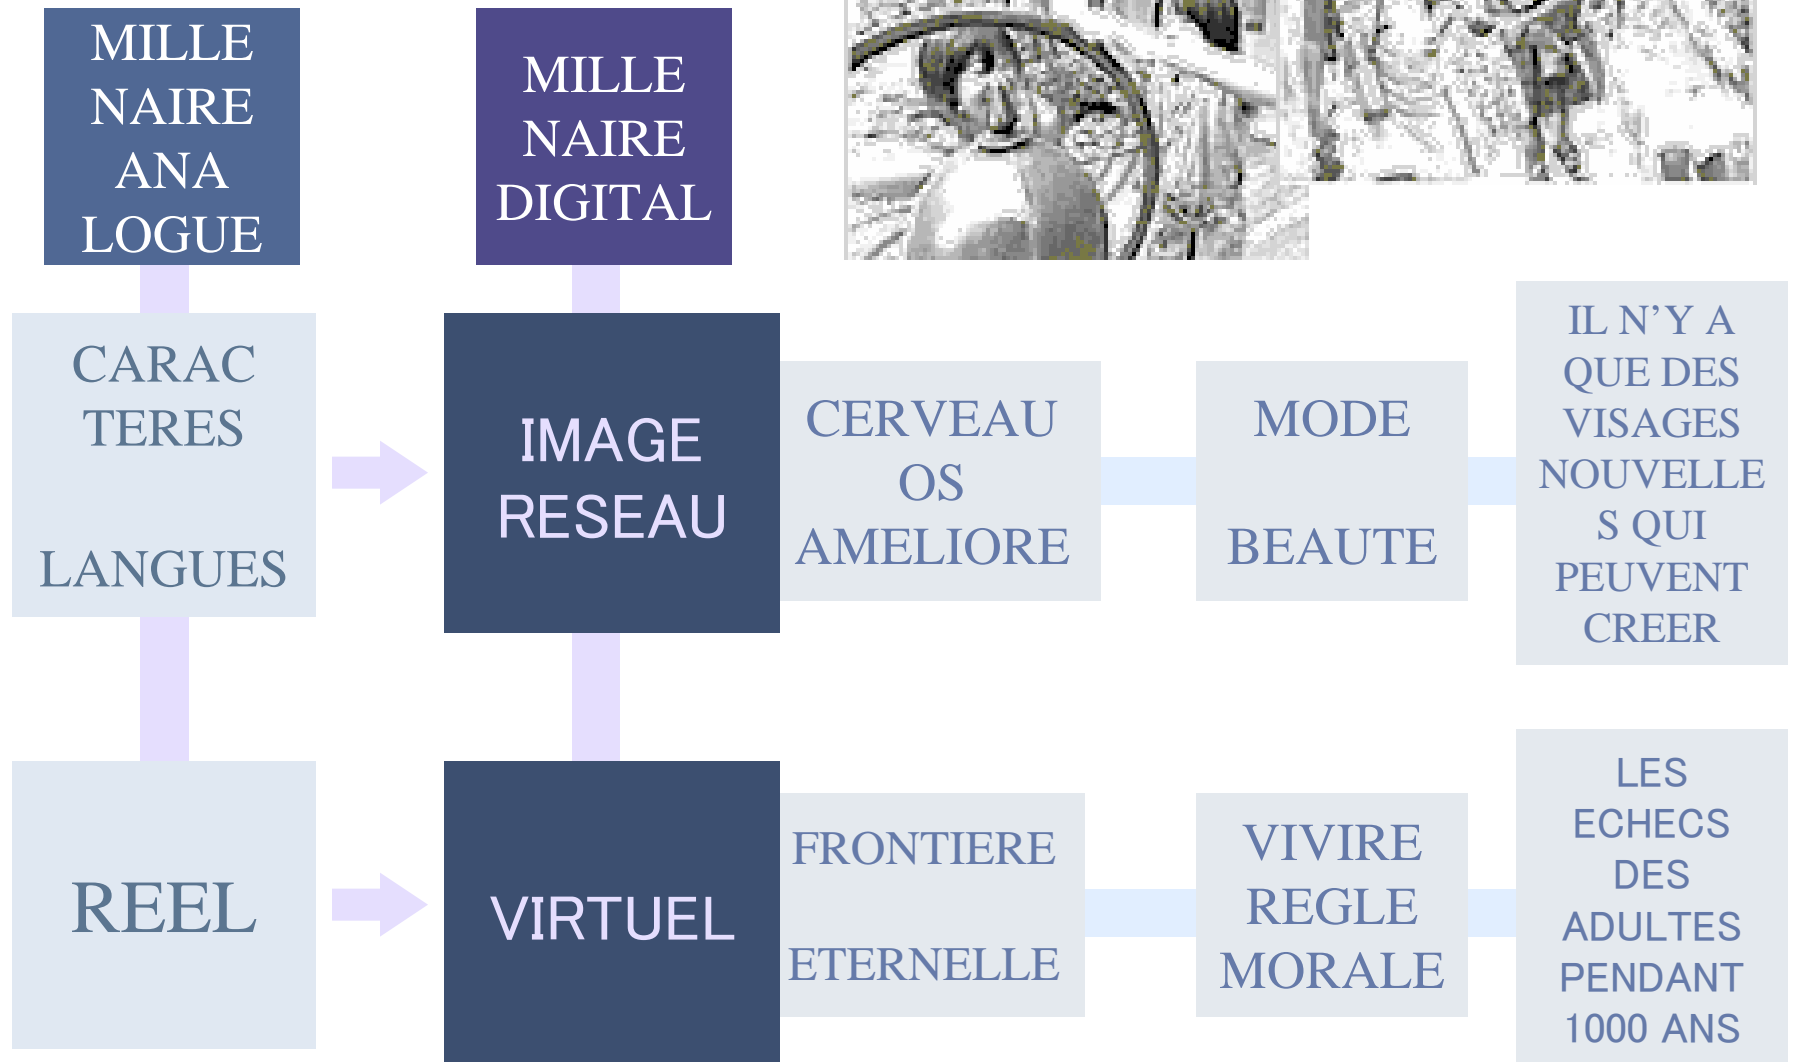 MILLE
NAIRE
ANA
LOGUE
MILLE
NAIRE
DIGITAL
CARAC
TERES
LANGUES
IMAGE
RESEAU
CERVEAU
OS
AMELIORE
MODE
BEAUTE
IL N’Y A
QUE DES
VISAGES
NOUVELLE
S QUI
PEUVENT
CREER
REEL
VIRTUEL
FRONTIERE
ETERNELLE
VIVIRE
REGLE
MORALE
LES
ECHECS
DES
ADULTES
PENDANT
1000 ANS